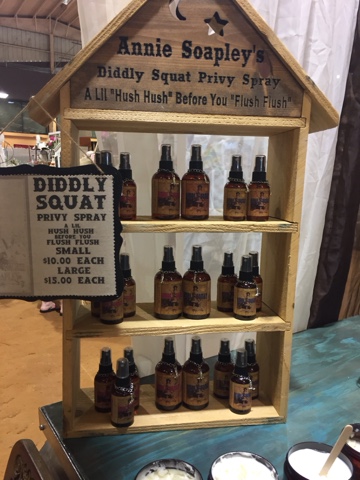 Annie Soapley's
Diddly Squat Privy Spray
A Lil "Hush Hush" Before You "Flush Flush"
DIDDLY
SQUAT
PRIVY SPRAY
A LIL
HUSH HUSH
BEFORE YOU
FLUSH FLUSH
SMALL
$10.00 EACH
LARGE
$15.00 EACH